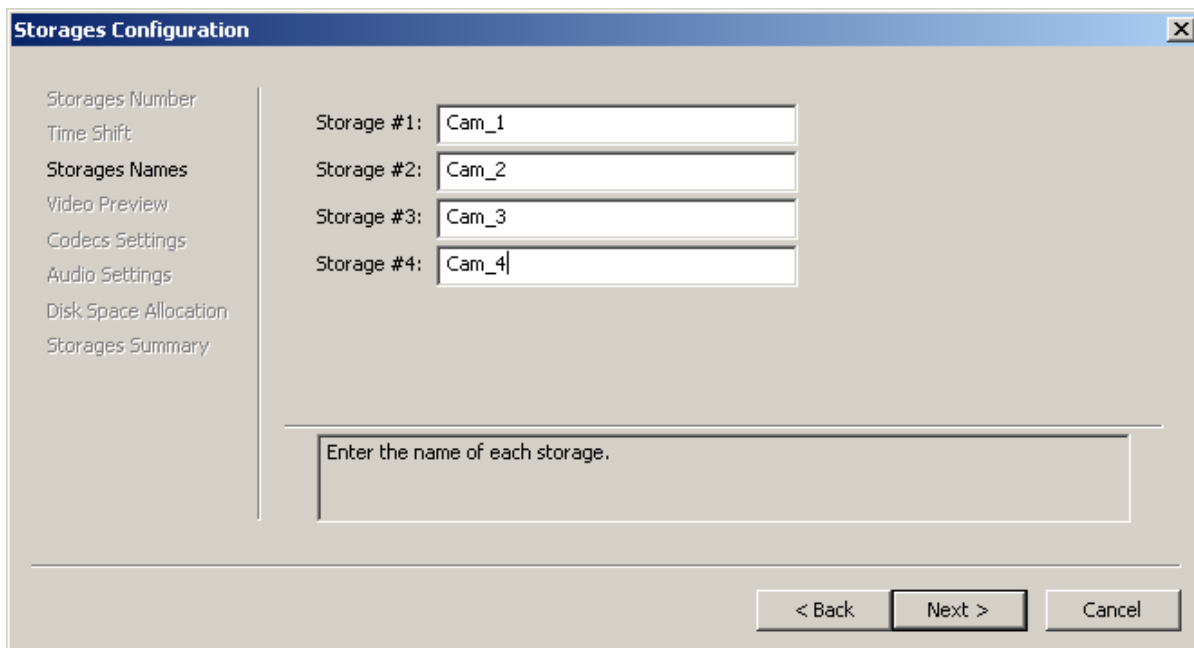 Storages Configuration
Storages Number
Time Shift
Storages Names
Video Preview
Codecs Settings
Audio Settings
Disk Space Allocation
Storages Summary
Storage #1: Cam_1
Storage #2: Cam_2
Storage #3: Cam_3
Storage #4: Cam_4
Enter the name of each storage.
< Back Next > Cancel